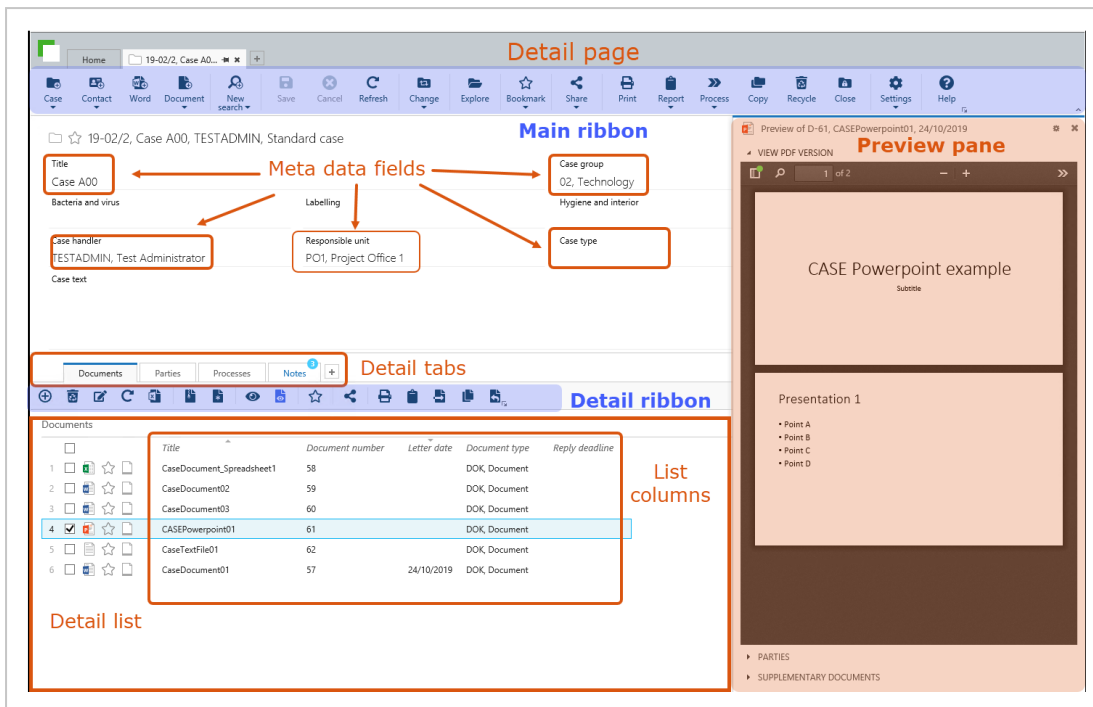 Detail page
Home
19-02/2, Case A0...
Case
Contact
Word
Document
New search
Save
Cancel
Refresh
Change
Explore
Bookmark
Share
Print
Report
Process
Copy
Recycle
Close
Settings
Help
Main ribbon
19-02/2, Case A00, TESTADMIN, Standard case
Meta data fields
Title
Case A00
Case group
02, Technology
Bacteria and virus
Labelling
Hygiene and interior
Case handler
TESTADMIN, Test Administrator
Responsible unit
PO1, Project Office 1
Case type
Case text
Documents
Parties
Processes
Notes
3
Detail tabs
Detail ribbon
Documents
Title Document number Letter date Document type Reply deadline
1 CaseDocument_Spreadsheet1 58 DOK, Document
2 CaseDocument02 59 DOK, Document
3 CaseDocument03 60 DOK, Document
4 CASEPowerpoint01 61 DOK, Document
5 CaseTextFile01 62 DOK, Document
6 CaseDocument01 57 24/10/2019 DOK, Document
List
columns
Detail list
Preview of D-61, CASEPowerpoint01, 24/10/2019
VIEW PDF VERSION
Preview pane
1 of 2
CASE Powerpoint example
Subtitle
Presentation 1
• Point A
• Point B
• Point C
• Point D
PARTIES
SUPPLEMENTARY DOCUMENTS